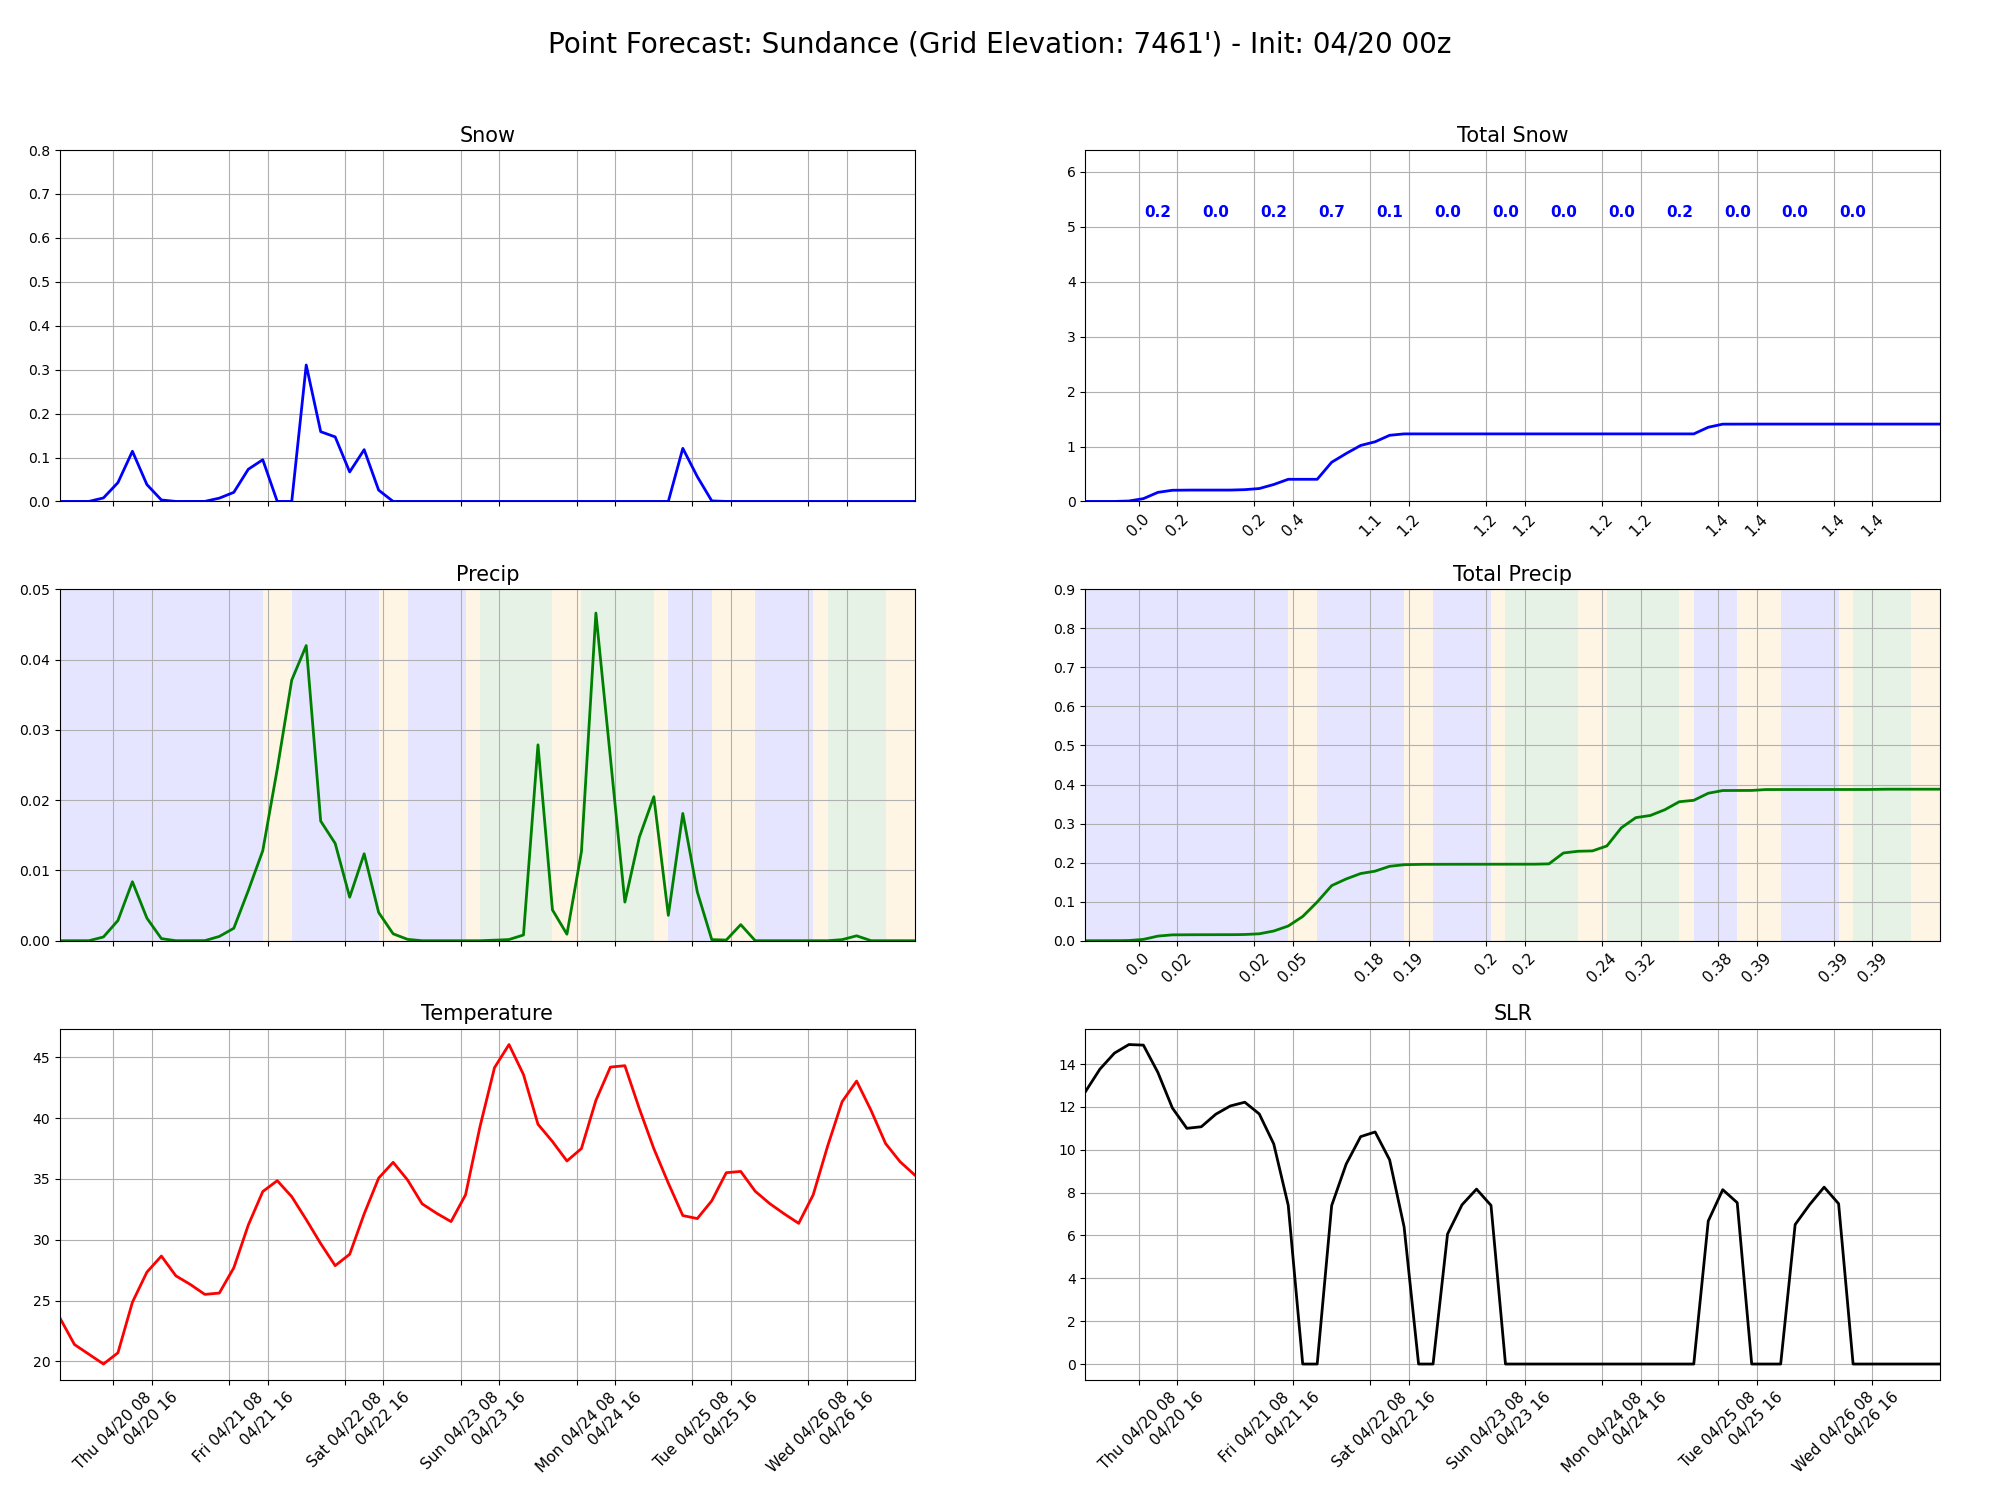 Point Forecast: Sundance (Grid Elevation: 7461') - Init: 04/20 00z
Snow
0.8
0.7
0.6
0.5
0.4
0.3
0.2
0.1
0.0
Total Snow
6
5
4
3
2
1
0
0.2 0.0 0.2 0.7 0.1 0.0 0.0 0.0 0.0 0.2 0.0 0.0 0.0
0.0 0.2 0.2 0.4 1.1 1.2 1.2 1.2 1.2 1.2 1.4 1.4 1.4 1.4
Precip
0.05
0.04
0.03
0.02
0.01
0.00
Total Precip
0.9
0.8
0.7
0.6
0.5
0.4
0.3
0.2
0.1
0.0
0.0 0.02 0.02 0.05 0.18 0.19 0.2 0.2 0.24 0.32 0.38 0.39 0.39 0.39
Temperature
45
40
35
30
25
20
Thu 04/20 08
04/20 16
Fri 04/21 08
04/21 16
Sat 04/22 08
04/22 16
Sun 04/23 08
04/23 16
Mon 04/24 08
04/24 16
Tue 04/25 08
04/25 16
Wed 04/26 08
04/26 16
SLR
14
12
10
8
6
4
2
0
Thu 04/20 08
04/20 16
Fri 04/21 08
04/21 16
Sat 04/22 08
04/22 16
Sun 04/23 08
04/23 16
Mon 04/24 08
04/24 16
Tue 04/25 08
04/25 16
Wed 04/26 08
04/26 16